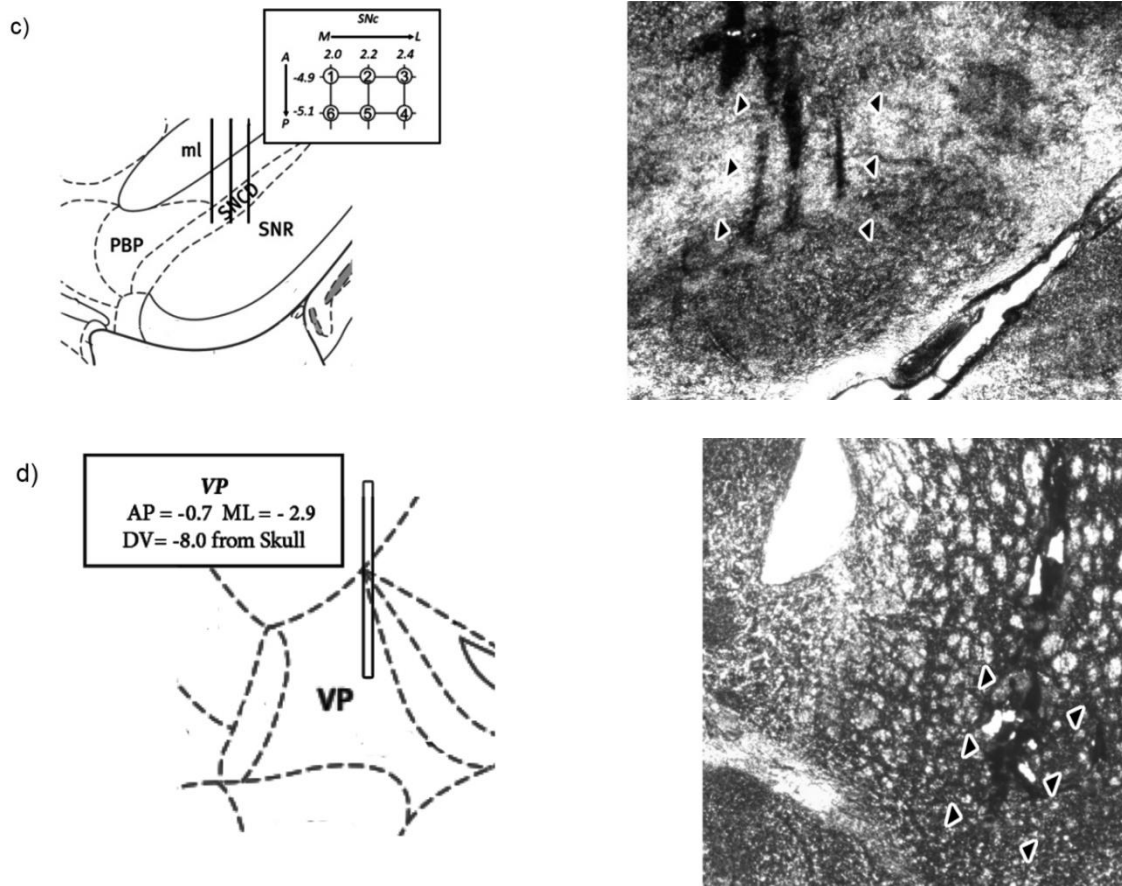 c)
SNc
M L
2.0 2.2 2.4
A
-4.9 1 2 3
-5.1 6 5 4
P
ml
SNCD
PBP
SNR
d)
VP
AP = -0.7 ML = - 2.9
DV= -8.0 from Skull
VP